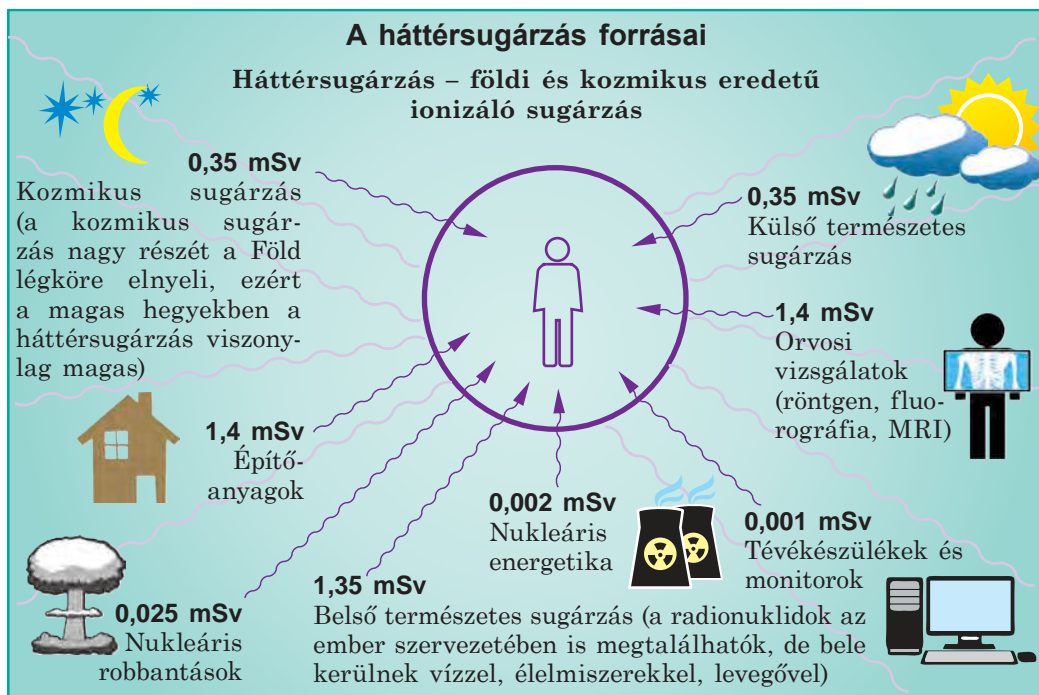 A háttérsugárzás forrásai
Háttérsugárzás – földi és kozmikus eredetű
ionizáló sugárzás
0,35 mSv
Kozmikus sugárzás
(a kozmikus sugár-
zás nagy részét a Föld
légköre elnyeli, ezért
a magas hegyekben a
háttérsugárzás viszony-
lag magas)
0,35 mSv
Külső természetes
sugárzás
1,4 mSv
Orvosi
vizsgálatok
(röntgen, fluo-
rográfia, MRI)
1,4 mSv
Építő-
anyagok
0,002 mSv
Nukleáris
energetika
0,001 mSv
Tévékészülékek és
monitorok
0,025 mSv
Nukleáris
robbantások
1,35 mSv
Belső természetes sugárzás (a radionuklidok az
ember szervezetében is megtalálhatók, de bele
kerülnek vízzel, élelmiszerekkel, levegővel)